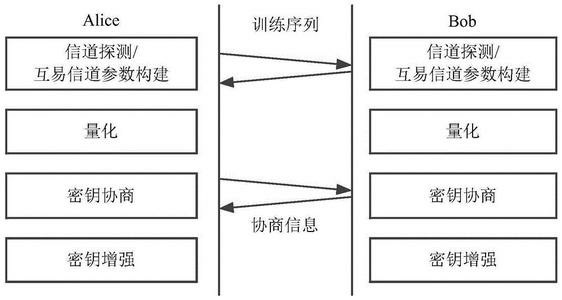 Alice
训练序列
Bob
信道探测/
互易信道参数构建
信道探测/
互易信道参数构建
量化
量化
密钥协商
密钥协商
协商信息
密钥增强
密钥增强